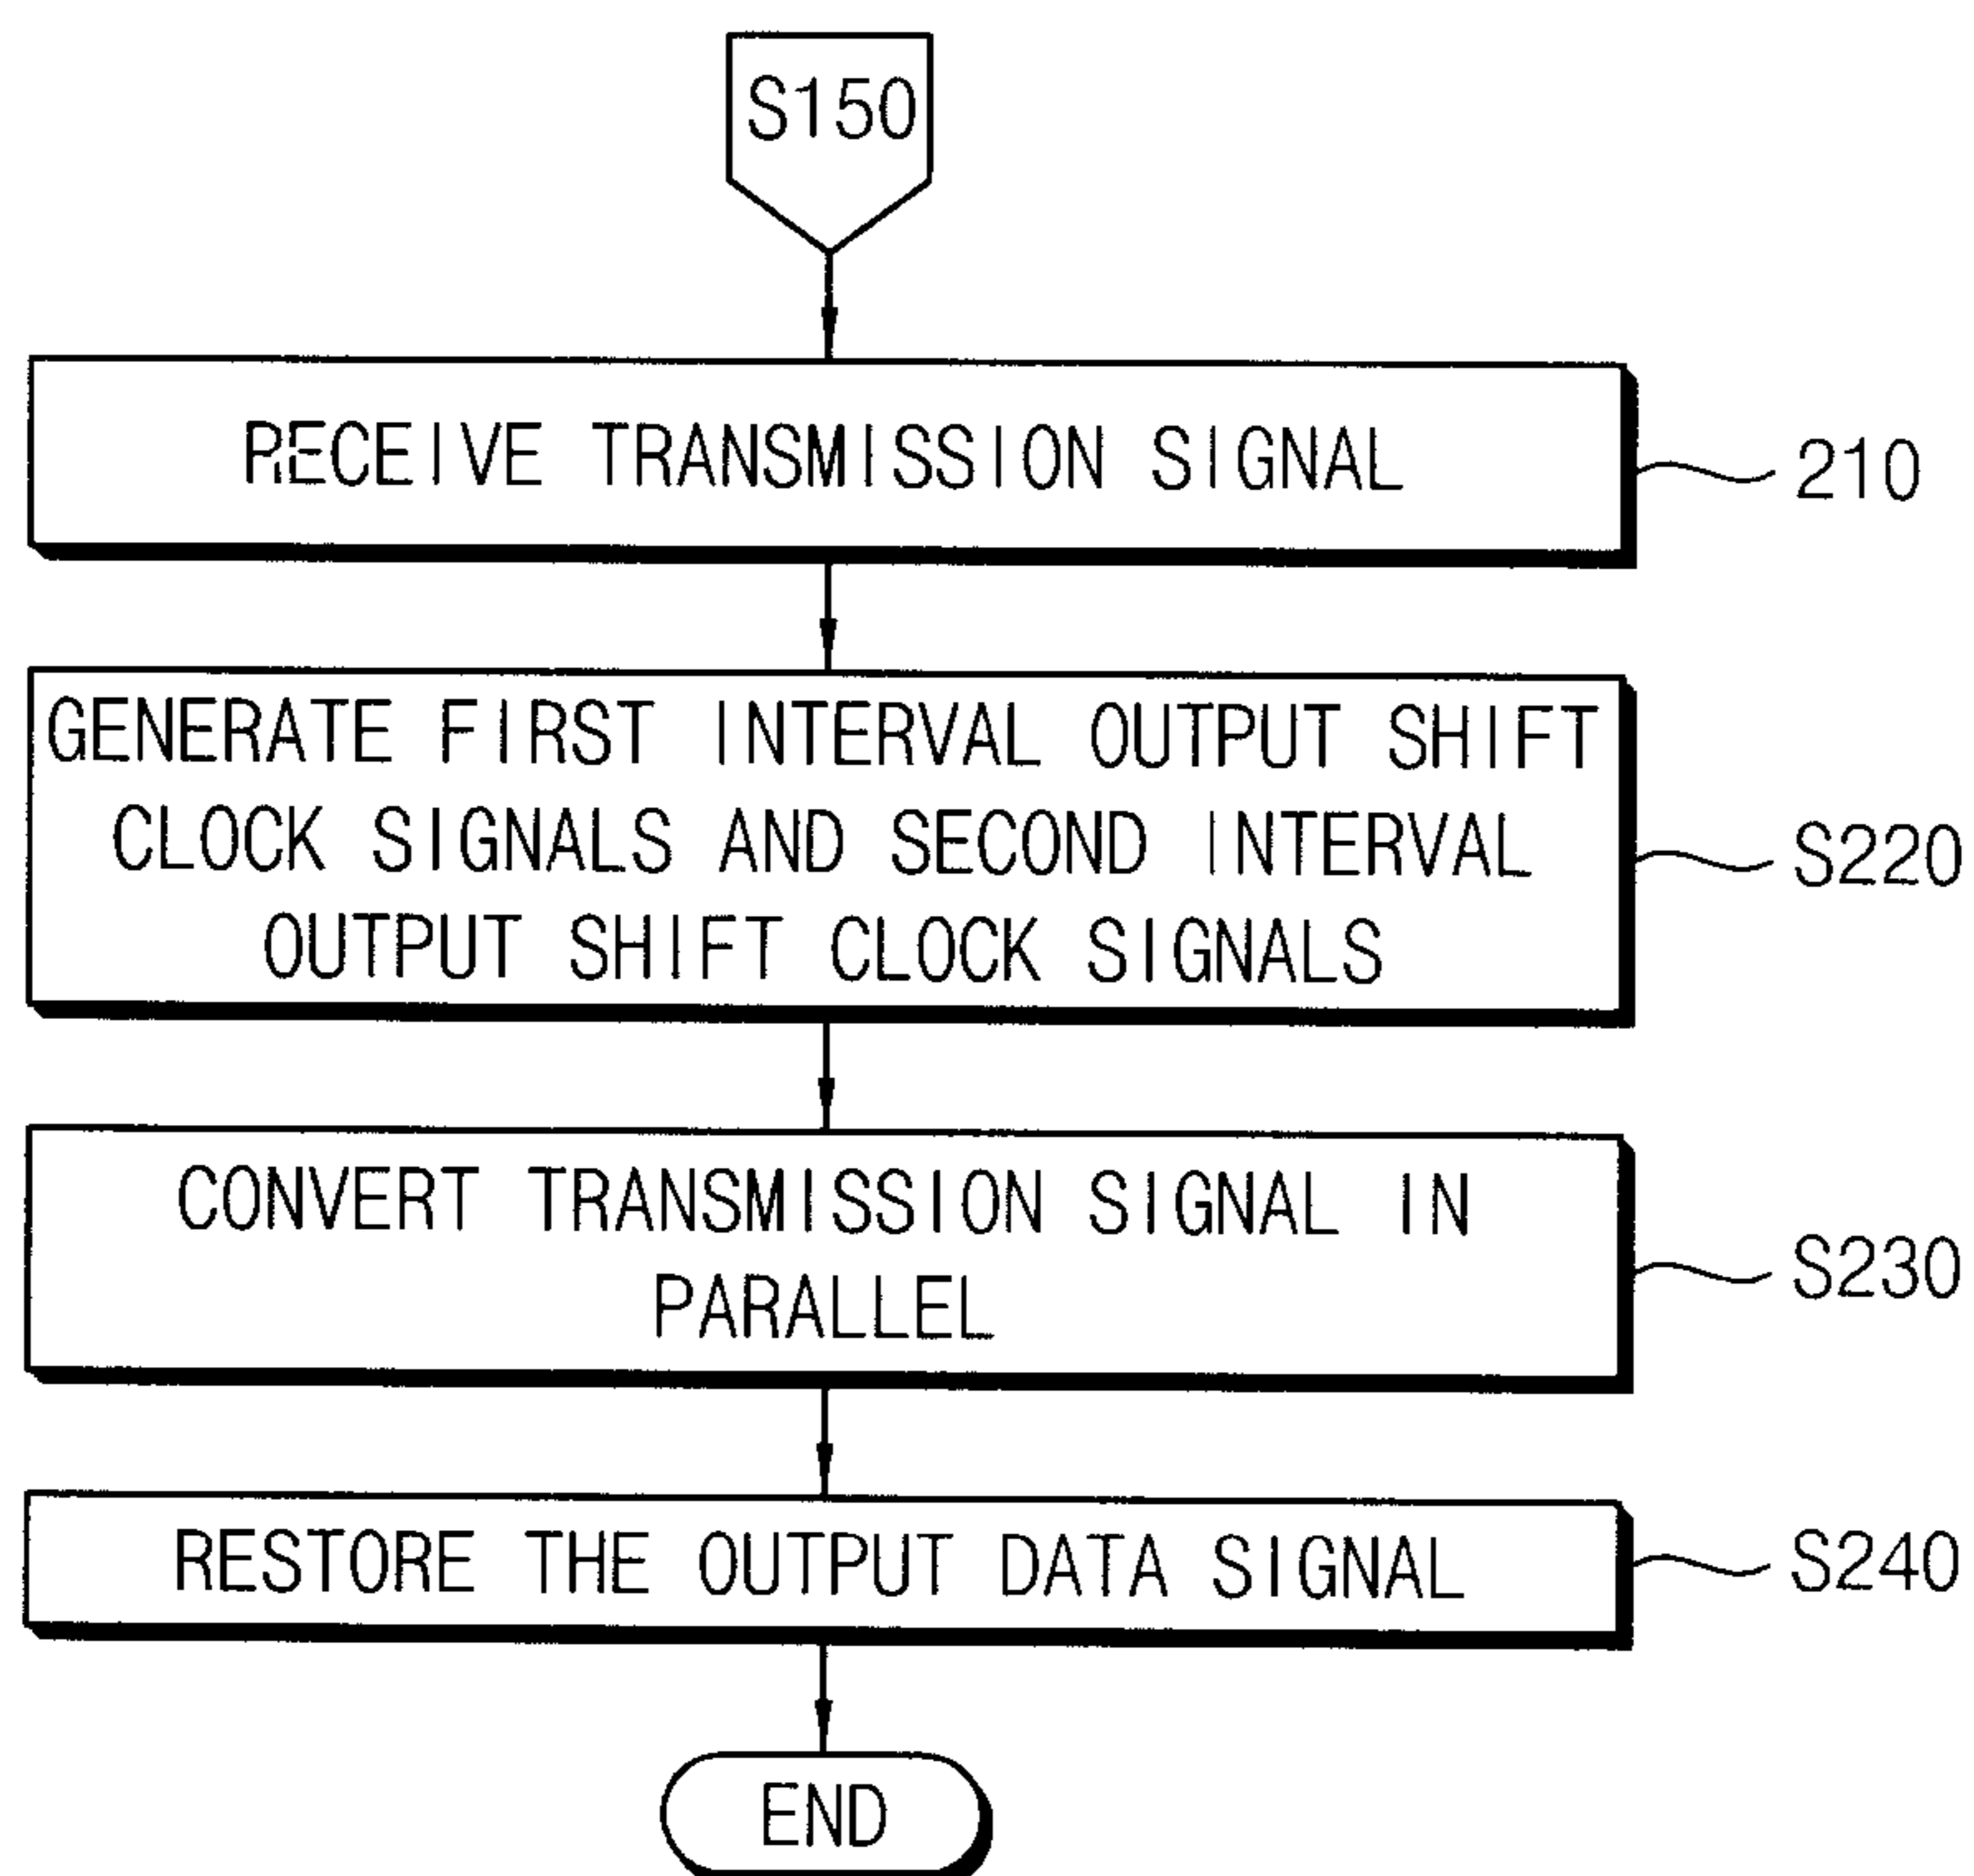 S150
RECEIVE TRANSMISSION SIGNAL
210
GENERATE FIRST INTERVAL OUTPUT SHIFT
CLOCK SIGNALS AND SECOND INTERVAL
OUTPUT SHIFT CLOCK SIGNALS
S220
CONVERT TRANSMISSION SIGNAL IN
PARALLEL
S230
RESTORE THE OUTPUT DATA SIGNAL
S240
END